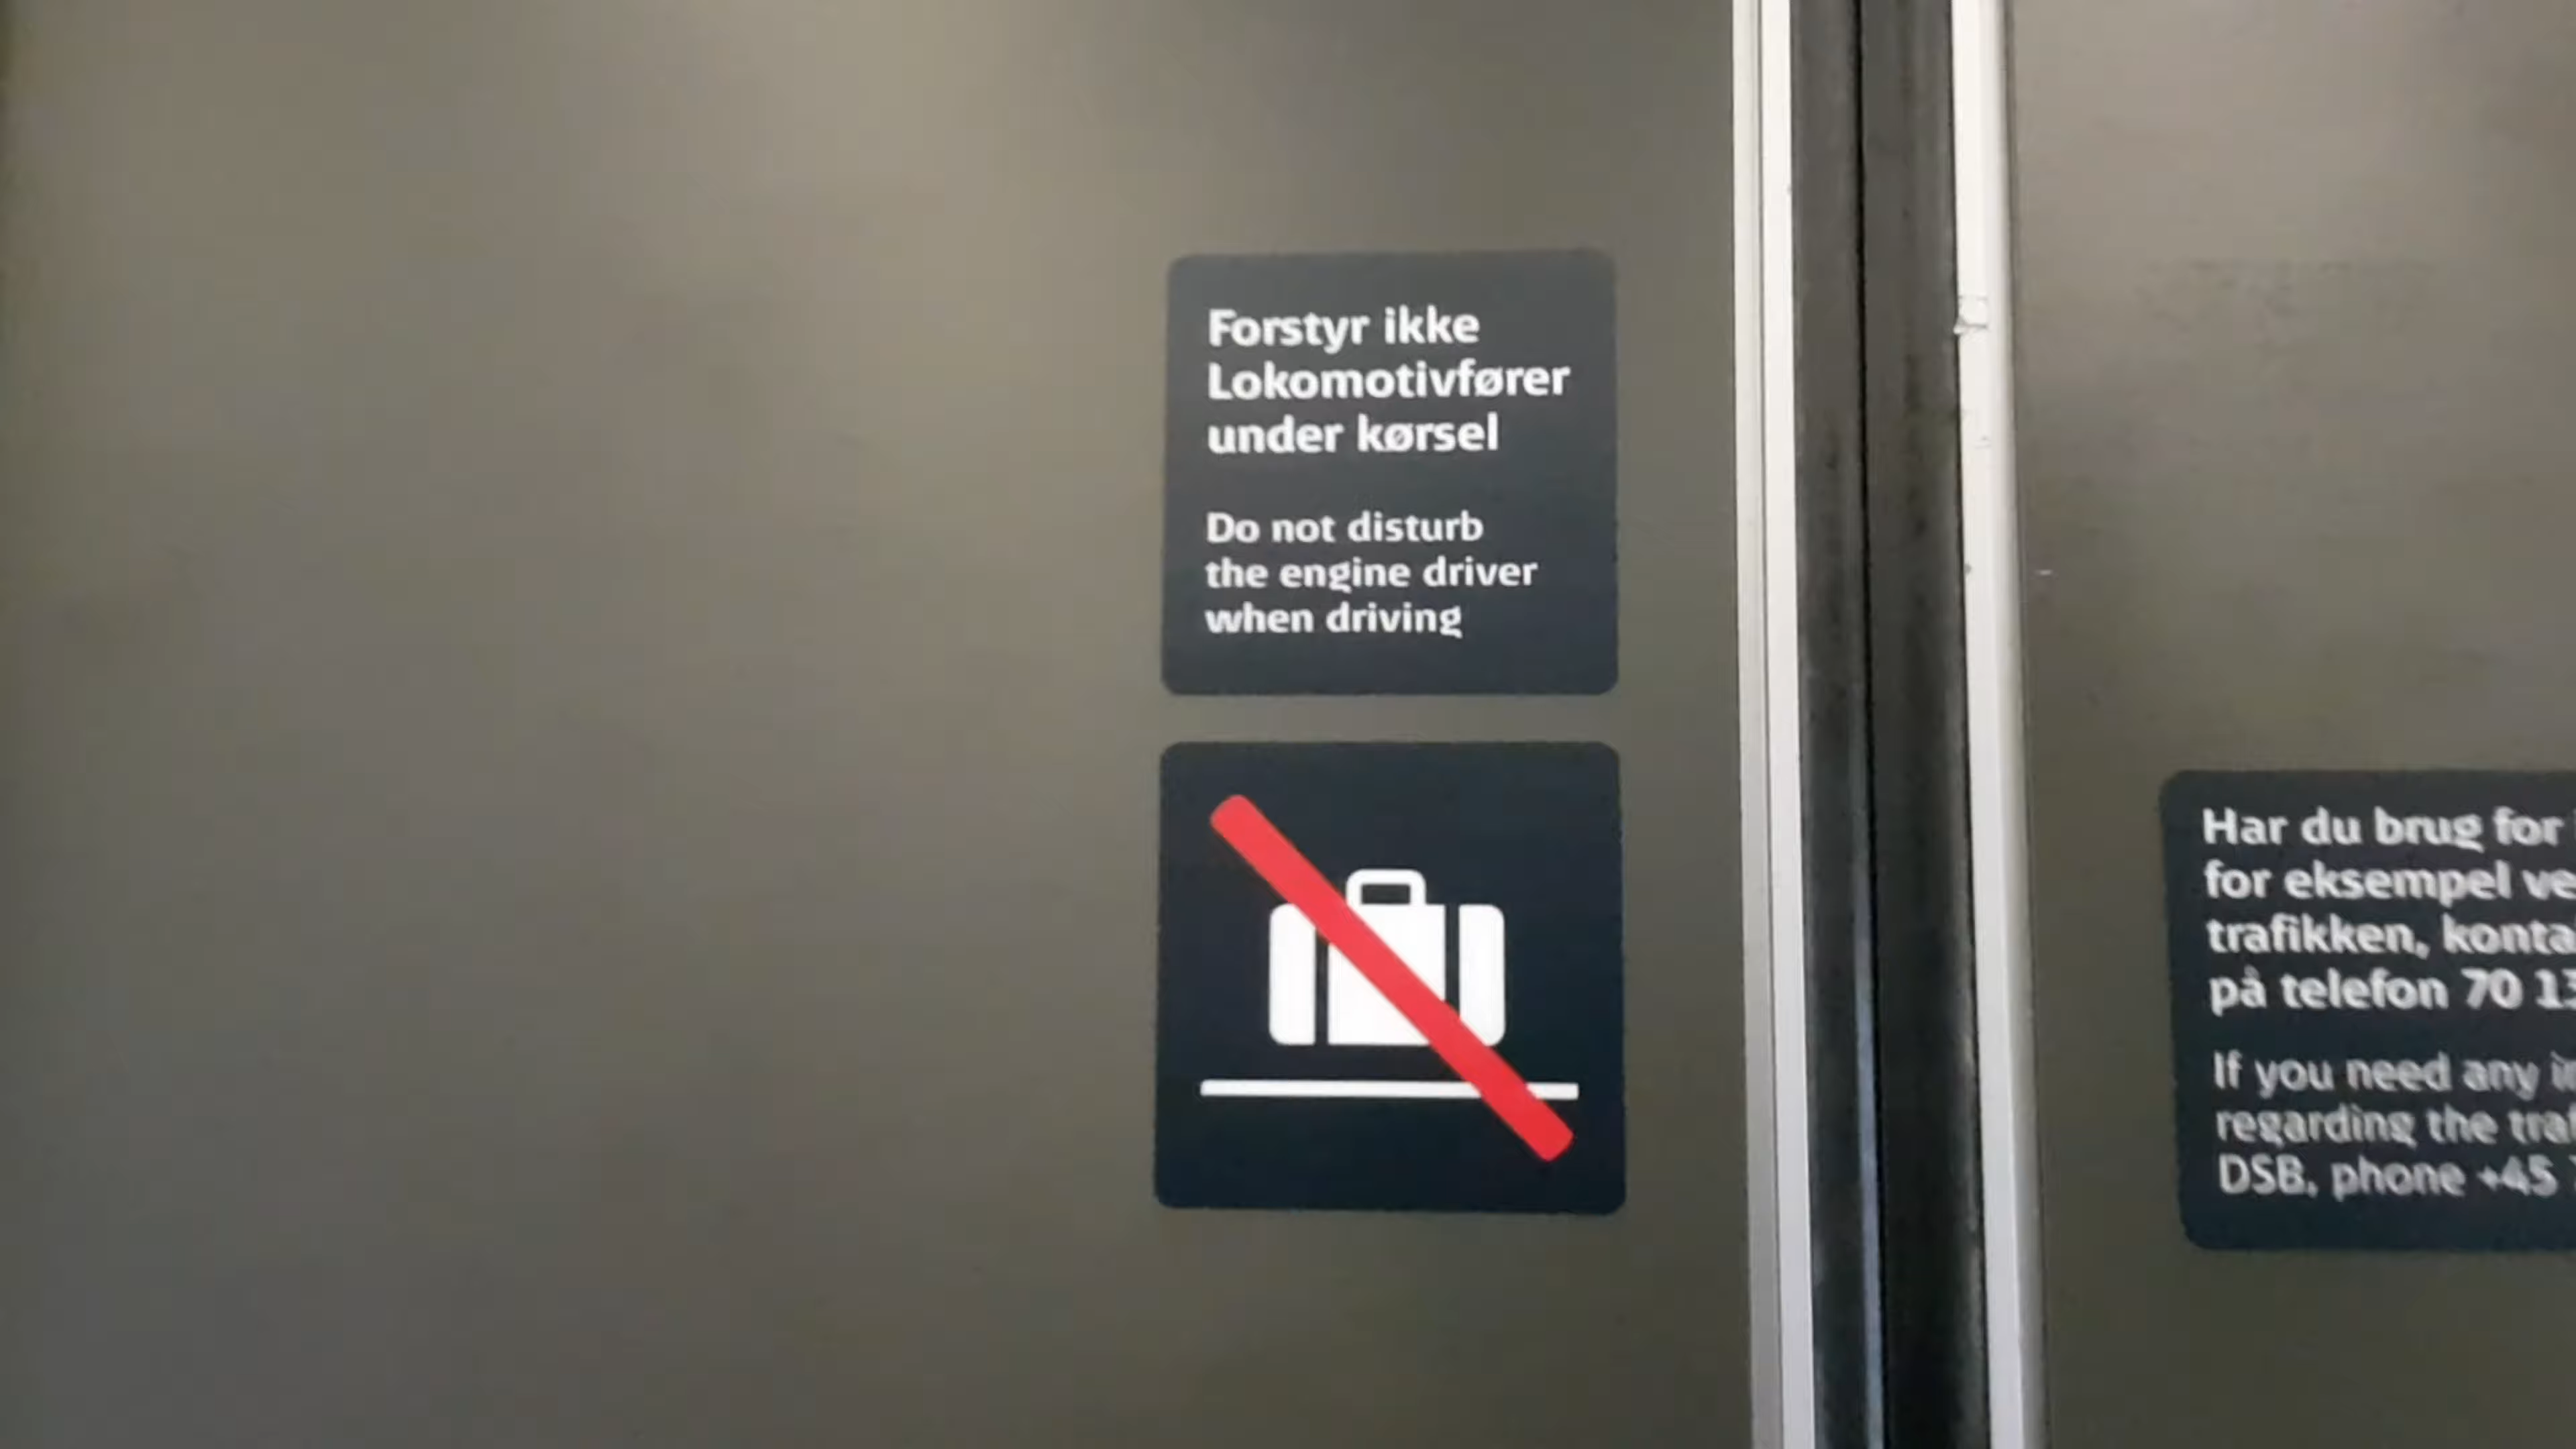 Forstyr ikke
Lokomotivfører
under kørsel
Do not disturb
the engine driver
when driving
Har du brug for
for eksempel
trafikken,
på telefon 70
If you need any
regarding the
DSB, phone +45